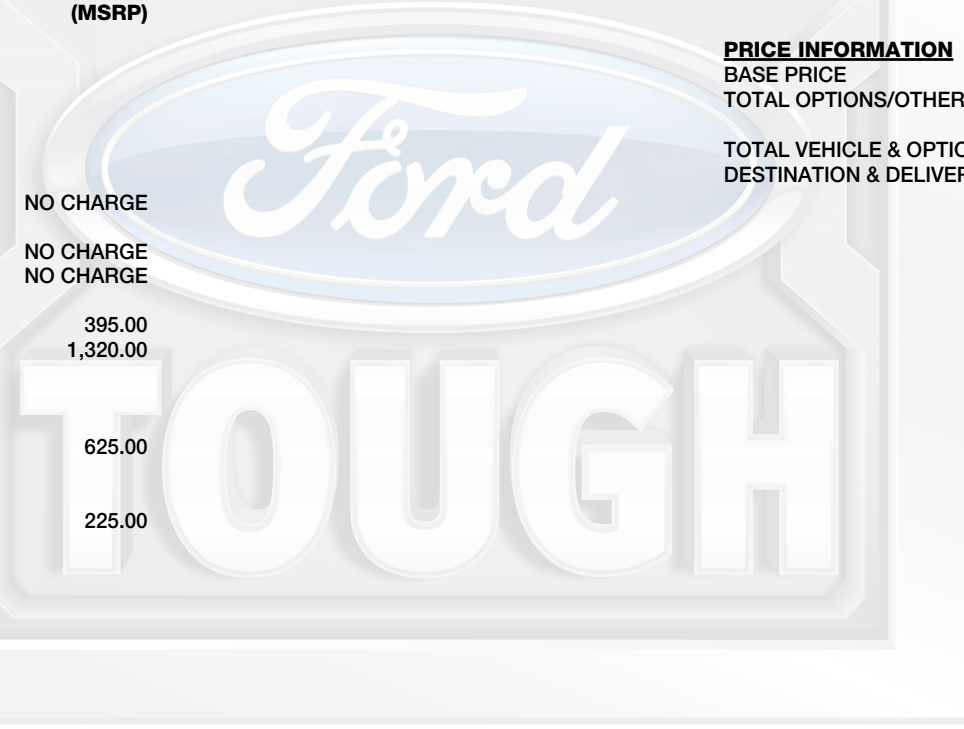 (MSRP)
NO CHARGE
NO CHARGE
NO CHARGE
395.00
1,320.00
625.00
225.00
PRICE INFORMATION
BASE PRICE
TOTAL OPTIONS/OTHER
TOTAL VEHICLE & OPTIO
DESTINATION & DELIVER
Ford
TOUGH